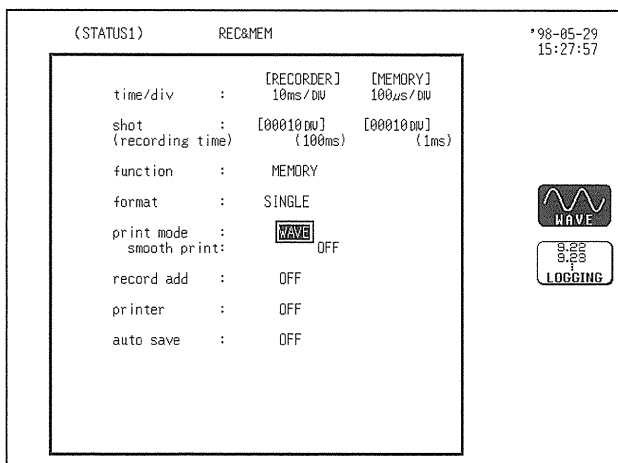 (STATUS1) REC&MEM '98-05-29
15:27:57
[RECORDER] [MEMORY]
time/div : 10ms/DIV 100µs/DIV
shot : [00010DIV] [00010DIV]
(recording time) (100ms) (1ms)
function : MEMORY
format : SINGLE
print mode : WAVE
smooth print: OFF
record add : OFF
printer : OFF
auto save : OFF
WAVE
9.22
9.23
LOGGING